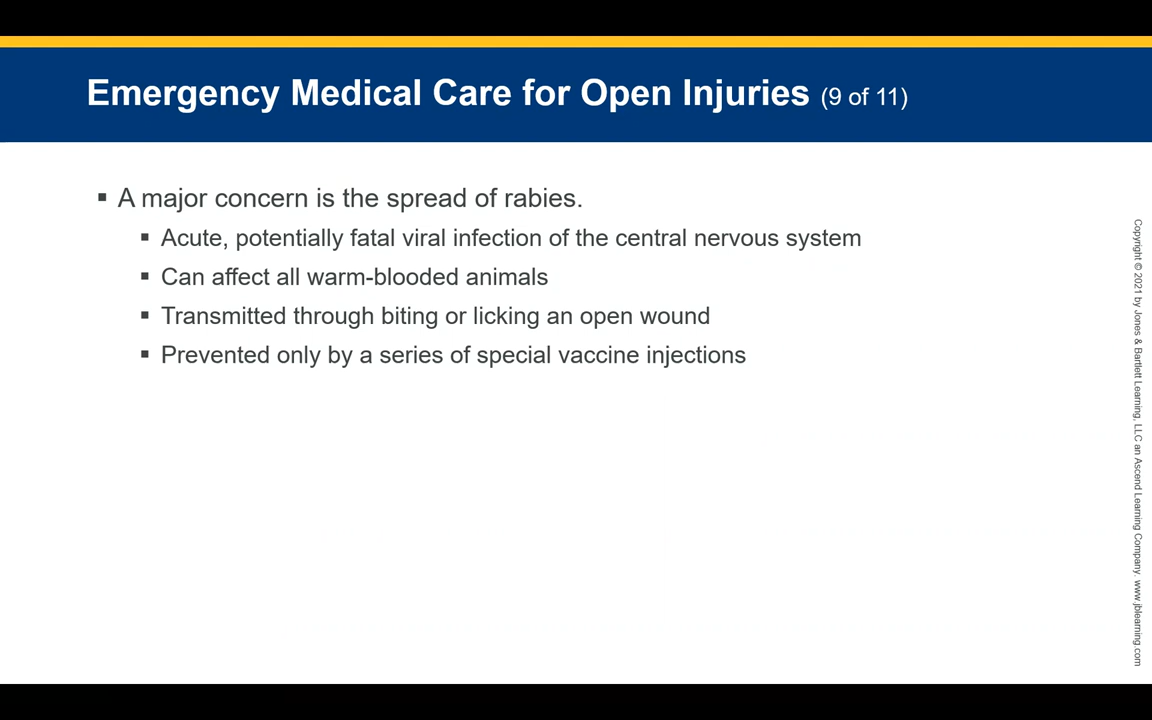 Emergency Medical Care for Open Injuries (9 of 11)
▪ A major concern is the spread of rabies.
▪ Acute, potentially fatal viral infection of the central nervous system
▪ Can affect all warm-blooded animals
▪ Transmitted through biting or licking an open wound
▪ Prevented only by a series of special vaccine injections
Copyright © 2021 by Jones & Bartlett Learning, LLC an Ascend Learning Company. www.jblearning.com